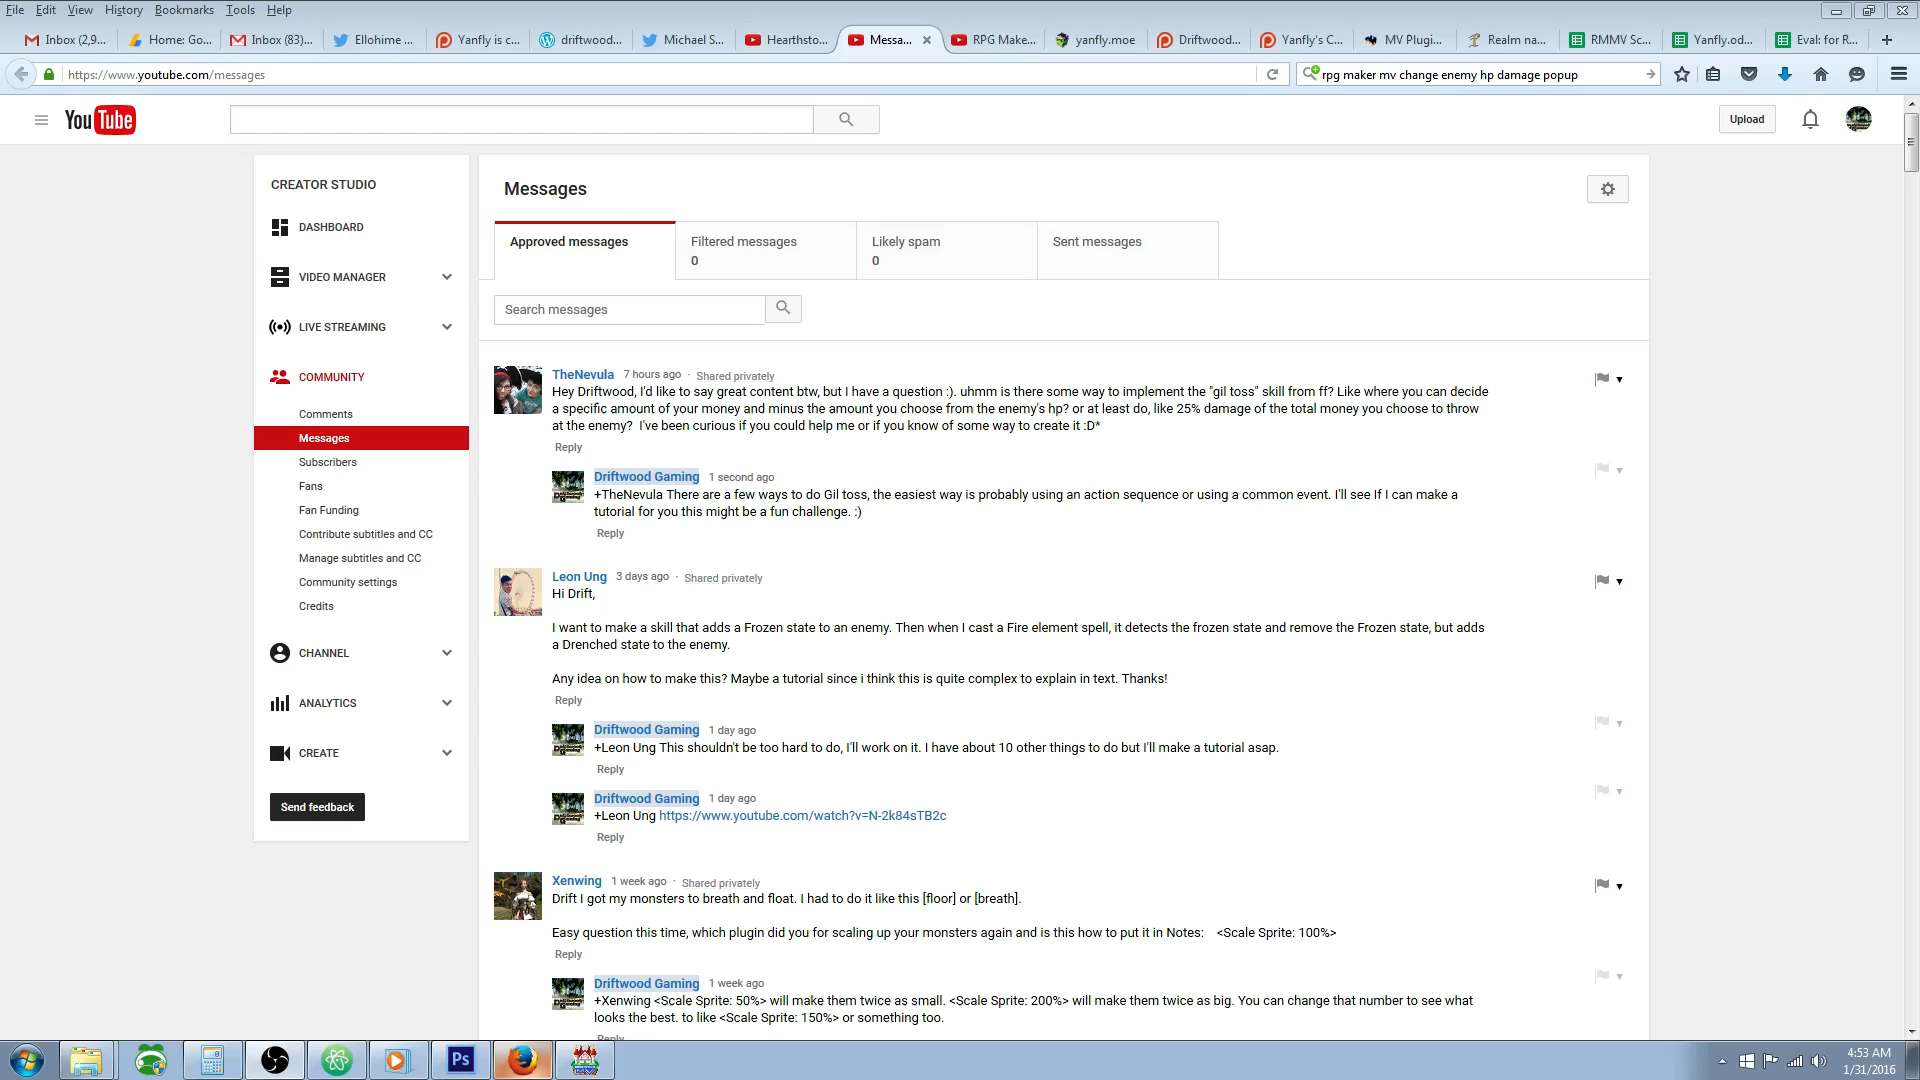 File Edit View History Bookmarks Tools Help
Inbox (2,9... Home: Go... Inbox (83)... Ellohime ... Yanfly is c... driftwood... Michael S... Hearthsto... Messa... RPG Make... yanfly.moe Driftwood... Yanfly's C... MV Plugi... Realm na... RMMV Sc... Yanfly.od... Eval: for R...
https://www.youtube.com/messages
rpg maker mv change enemy hp damage popup
YouTube
Upload
CREATOR STUDIO
DASHBOARD
VIDEO MANAGER
LIVE STREAMING
COMMUNITY
Comments
Messages
Subscribers
Fans
Fan Funding
Contribute subtitles and CC
Manage subtitles and CC
Community settings
Credits
CHANNEL
ANALYTICS
CREATE
Send feedback
Messages
Approved messages
Filtered messages
0
Likely spam
0
Sent messages
Search messages
TheNevula 7 hours ago · Shared privately
Hey Driftwood, I'd like to say great content btw, but I have a question :). uhmm is there some way to implement the "gil toss" skill from ff? Like where you can decide
a specific amount of your money and minus the amount you choose from the enemy's hp? or at least do, like 25% damage of the total money you choose to throw
at the enemy? I've been curious if you could help me or if you know of some way to create it :D*
Reply
Driftwood Gaming 1 second ago
+TheNevula There are a few ways to do Gil toss, the easiest way is probably using an action sequence or using a common event. I'll see If I can make a
tutorial for you this might be a fun challenge. :)
Reply
Leon Ung 3 days ago · Shared privately
Hi Drift,
I want to make a skill that adds a Frozen state to an enemy. Then when I cast a Fire element spell, it detects the frozen state and remove the Frozen state, but adds
a Drenched state to the enemy.
Any idea on how to make this? Maybe a tutorial since i think this is quite complex to explain in text. Thanks!
Reply
Driftwood Gaming 1 day ago
+Leon Ung This shouldn't be too hard to do, I'll work on it. I have about 10 other things to do but I'll make a tutorial asap.
Reply
Driftwood Gaming 1 day ago
+Leon Ung https://www.youtube.com/watch?v=N-2k84sTB2c
Reply
Xenwing 1 week ago · Shared privately
Drift I got my monsters to breath and float. I had to do it like this [floor] or [breath].
Easy question this time, which plugin did you for scaling up your monsters again and is this how to put it in Notes: <Scale Sprite: 100%>
Reply
Driftwood Gaming 1 week ago
+Xenwing <Scale Sprite: 50%> will make them twice as small. <Scale Sprite: 200%> will make them twice as big. You can change that number to see what
looks the best. to like <Scale Sprite: 150%> or something too.
Reply
Ps
4:53 AM
1/31/2016